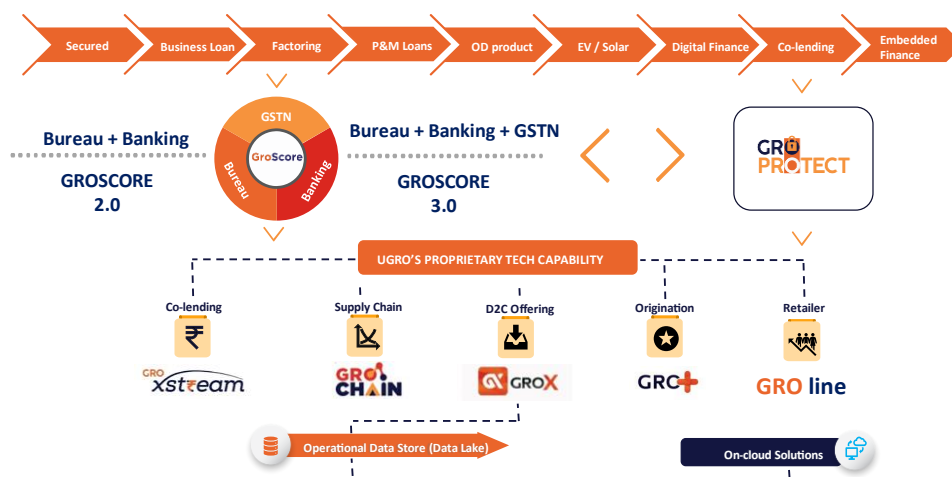 Secured
Business Loan
Factoring
P&M Loans
OD product
EV / Solar
Digital Finance
Co-lending
Embedded
Finance
GSTN
Bureau + Banking
Bureau + Banking + GSTN
GroScore
GRO
PROTECT
Bureau
Banking
GROSCORE
2.0
GROSCORE
3.0
UGRO'S PROPRIETARY TECH CAPABILITY
Co-lending
Supply Chain
D2C Offering
Origination
Retailer
GRO
xstream
GRO
CHAIN
GX GROX
GRO+
GRO line
Operational Data Store (Data Lake)
On-cloud Solutions